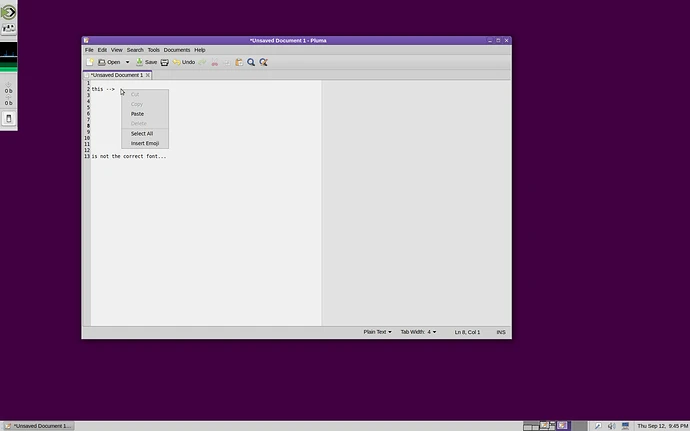 *Unsaved Document 1 - Pluma
File Edit View Search Tools Documents Help
Open Save Undo
*Unsaved Document 1
1
2 this -->
3
4
5
6
7
8
9
10
11
12
13 is not the correct font...
Cut
Copy
Paste
Delete
Select All
Insert Emoji
Plain Text Tab Width: 4 Ln 8, Col 1 INS
0 b
0 b
*Unsaved Document 1...
Thu Sep 12, 9:45 PM